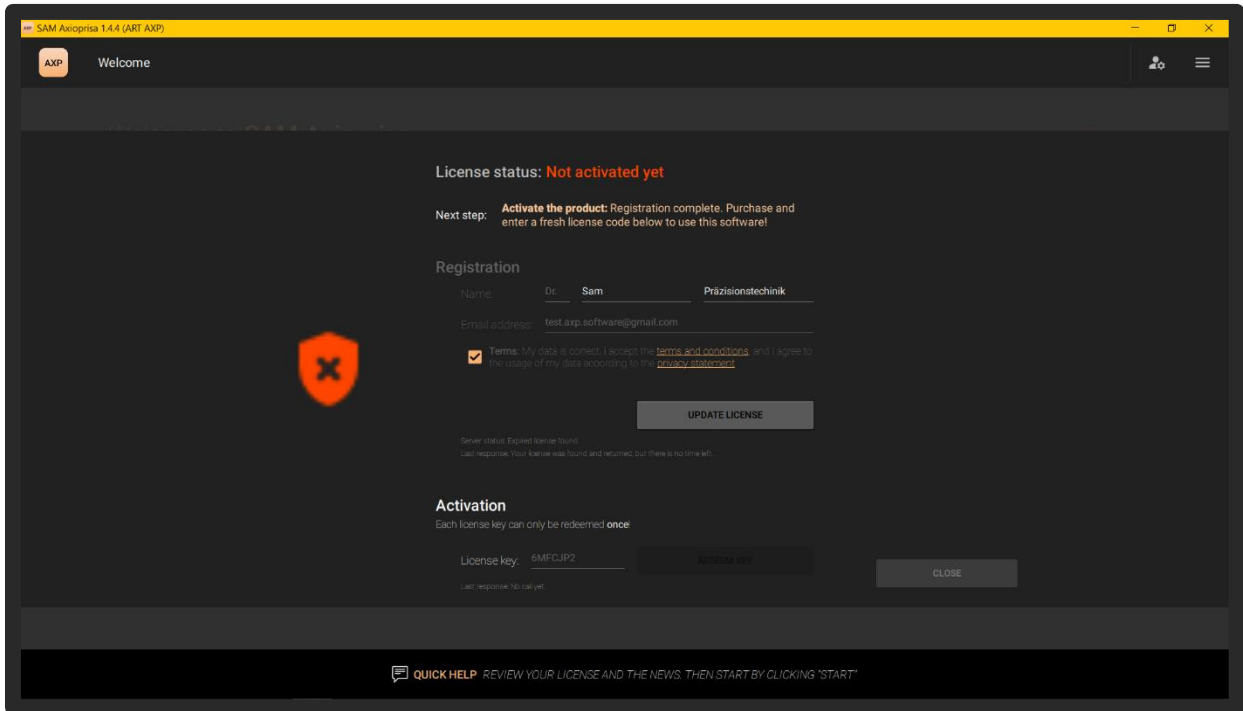 AXP SAM Axioprisa 1.4.4 (ART AXP)
AXP Welcome
License status: Not activated yet
Next step: Activate the product: Registration complete. Purchase and
enter a fresh license code below to use this software!
Registration
Name: Dr. Sam Präzisionstechinik
Email address: test.axp.software@gmail.com
Terms: My data is correct, I accept the terms and conditions, and I agree to
the usage of my data according to the privacy statement
UPDATE LICENSE
Server status: Expired license found
Last response: Your license was found and returned, but there is no time left.
Activation
Each license key can only be redeemed once!
License key: 6MFCJP2
REDEEM KEY
CLOSE
Last response: No call yet.
QUICK HELP REVIEW YOUR LICENSE AND THE NEWS. THEN START BY CLICKING "START"